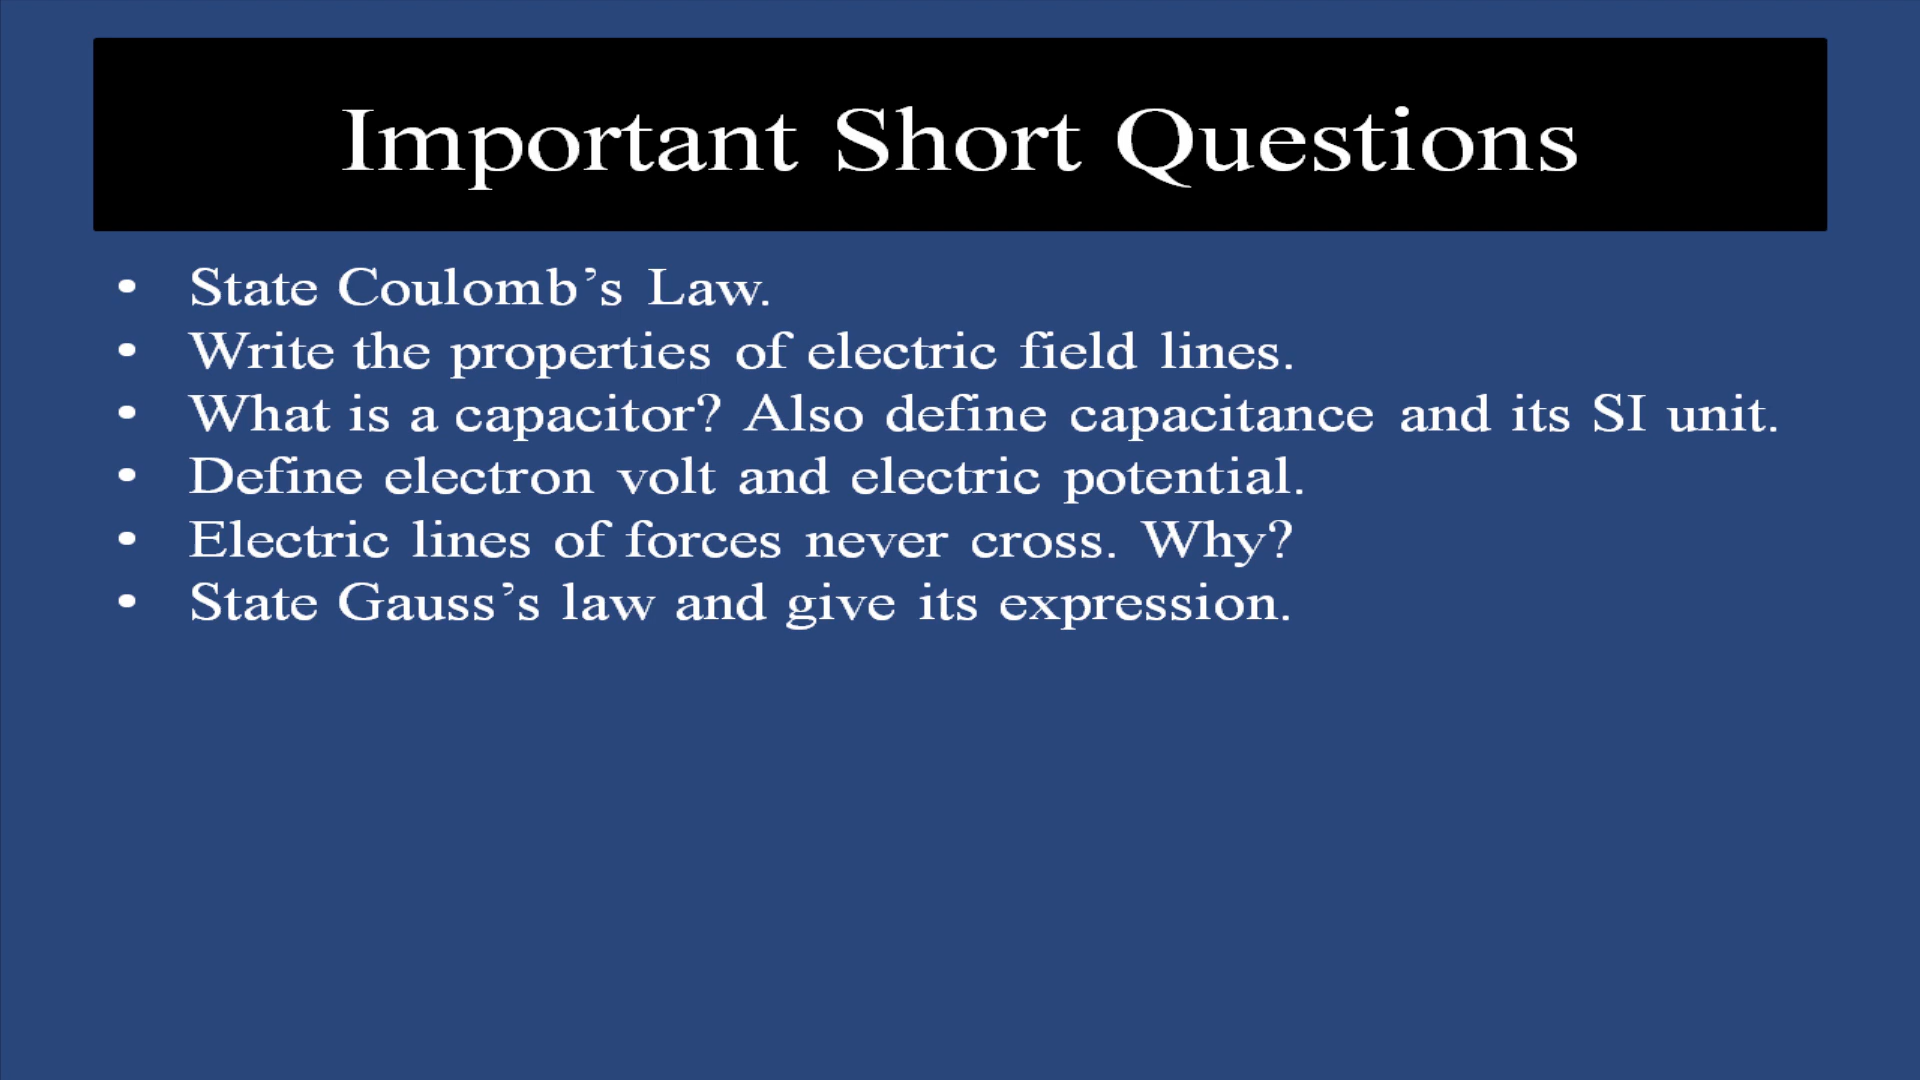 Important Short Questions
• State Coulomb’s Law.
• Write the properties of electric field lines.
• What is a capacitor? Also define capacitance and its SI unit.
• Define electron volt and electric potential.
• Electric lines of forces never cross. Why?
• State Gauss’s law and give its expression.